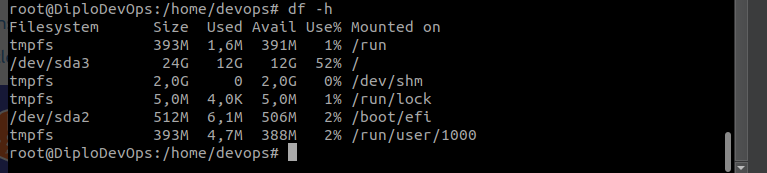 root@DiploDevOps:/home/devops# df -h
Filesystem      Size  Used Avail Use% Mounted on
tmpfs           393M  1,6M  391M   1% /run
/dev/sda3        24G   12G   12G  52% /
tmpfs           2,0G     0  2,0G   0% /dev/shm
tmpfs           5,0M  4,0K  5,0M   1% /run/lock
/dev/sda2       512M  6,1M  506M   2% /boot/efi
tmpfs           393M  4,7M  388M   2% /run/user/1000
root@DiploDevOps:/home/devops#